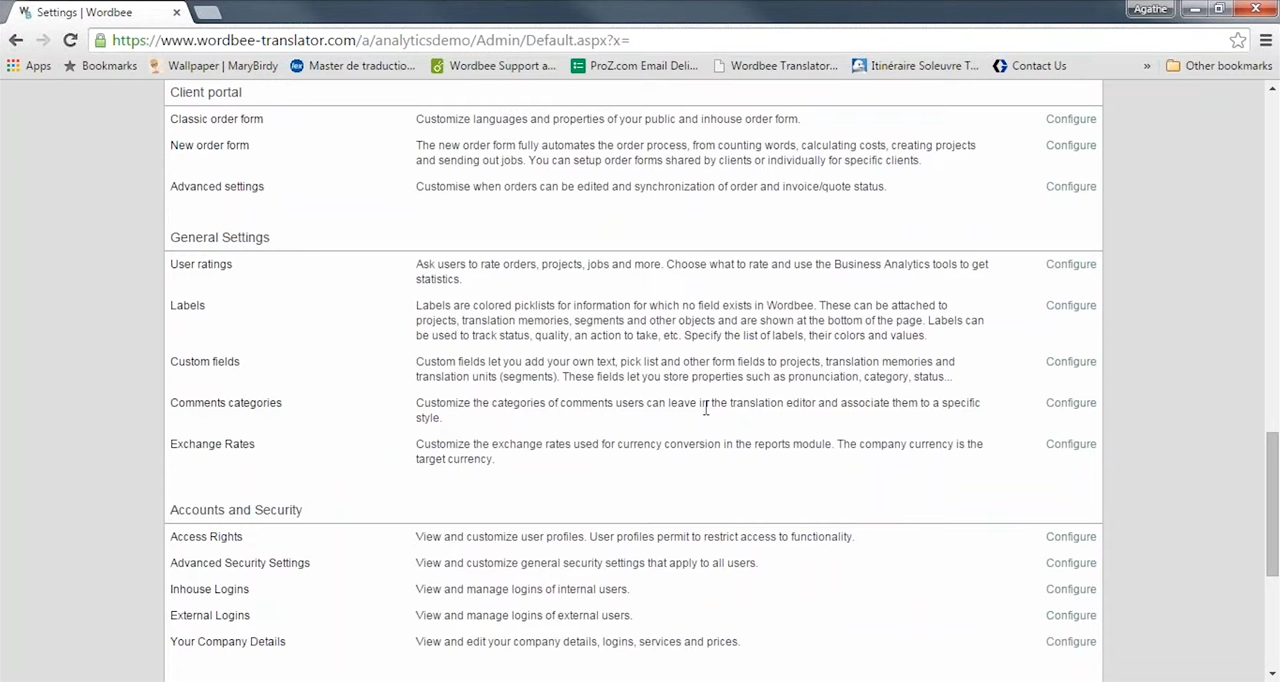 Settings | Wordbee
Agathe
https://www.wordbee-translator.com/a/analyticsdemo/Admin/Default.aspx?x=
Apps Bookmarks Wallpaper | MaryBirdy Master de traductio... Wordbee Support a... ProZ.com Email Deli... Wordbee Translator... Itinéraire Soleuvre T... Contact Us » Other bookmarks
Client portal
Classic order form Customize languages and properties of your public and inhouse order form. Configure
New order form The new order form fully automates the order process, from counting words, calculating costs, creating projects Configure
and sending out jobs. You can setup order forms shared by clients or individually for specific clients.
Advanced settings Customise when orders can be edited and synchronization of order and invoice/quote status. Configure
General Settings
User ratings Ask users to rate orders, projects, jobs and more. Choose what to rate and use the Business Analytics tools to get Configure
statistics.
Labels Labels are colored picklists for information for which no field exists in Wordbee. These can be attached to Configure
projects, translation memories, segments and other objects and are shown at the bottom of the page. Labels can
be used to track status, quality, an action to take, etc. Specify the list of labels, their colors and values.
Custom fields Custom fields let you add your own text, pick list and other form fields to projects, translation memories and Configure
translation units (segments). These fields let you store properties such as pronunciation, category, status...
Comments categories Customize the categories of comments users can leave in the translation editor and associate them to a specific Configure
style.
Exchange Rates Customize the exchange rates used for currency conversion in the reports module. The company currency is the Configure
target currency.
Accounts and Security
Access Rights View and customize user profiles. User profiles permit to restrict access to functionality. Configure
Advanced Security Settings View and customize general security settings that apply to all users. Configure
Inhouse Logins View and manage logins of internal users. Configure
External Logins View and manage logins of external users. Configure
Your Company Details View and edit your company details, logins, services and prices. Configure